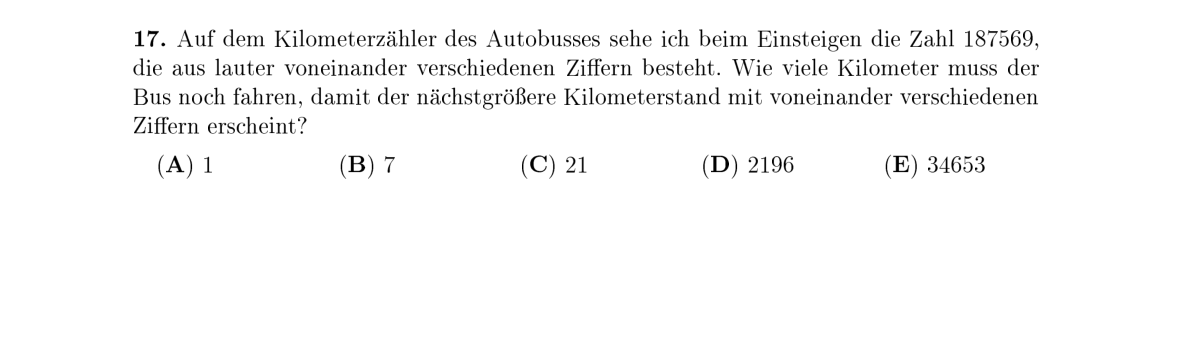 17. Auf dem Kilometerzähler des Autobusses sehe ich beim Einsteigen die Zahl 187569,
die aus lauter voneinander verschiedenen Ziffern besteht. Wie viele Kilometer muss der
Bus noch fahren, damit der nächstgrößere Kilometerstand mit voneinander verschiedenen
Ziffern erscheint?
(A) 1 (B) 7 (C) 21 (D) 2196 (E) 34653